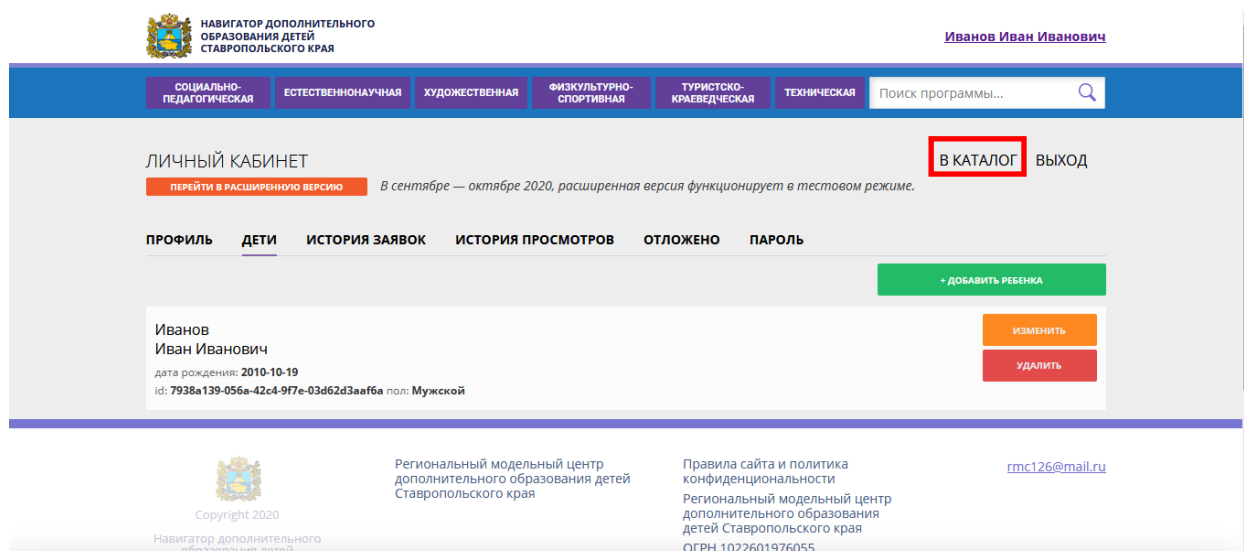 НАВИГАТОР ДОПОЛНИТЕЛЬНОГО
ОБРАЗОВАНИЯ ДЕТЕЙ
СТАВРОПОЛЬСКОГО КРАЯ
Иванов Иван Иванович
СОЦИАЛЬНО-
ПЕДАГОГИЧЕСКАЯ
ЕСТЕСТВЕННОНАУЧНАЯ
ХУДОЖЕСТВЕННАЯ
ФИЗКУЛЬТУРНО-
СПОРТИВНАЯ
ТУРИСТСКО-
КРАЕВЕДЧЕСКАЯ
ТЕХНИЧЕСКАЯ
Поиск программы...
ЛИЧНЫЙ КАБИНЕТ
В КАТАЛОГ ВЫХОД
ПЕРЕЙТИ В РАСШИРЕННУЮ ВЕРСИЮ
В сентябре — октябре 2020, расширенная версия функционирует в тестовом режиме.
ПРОФИЛЬ ДЕТИ ИСТОРИЯ ЗАЯВОК ИСТОРИЯ ПРОСМОТРОВ ОТЛОЖЕНО ПАРОЛЬ
+ ДОБАВИТЬ РЕБЕНКА
Иванов
Иван Иванович
дата рождения: 2010-10-19
id: 7938a139-056a-42c4-9f7e-03d62d3aaf6a пол: Мужской
ИЗМЕНИТЬ
УДАЛИТЬ
Copyright 2020
Навигатор дополнительного
образования детей
Региональный модельный центр
дополнительного образования детей
Ставропольского края
Правила сайта и политика
конфиденциональности
Региональный модельный центр
дополнительного образования
детей Ставропольского края
ОГРН 1022601976055
rmc126@mail.ru